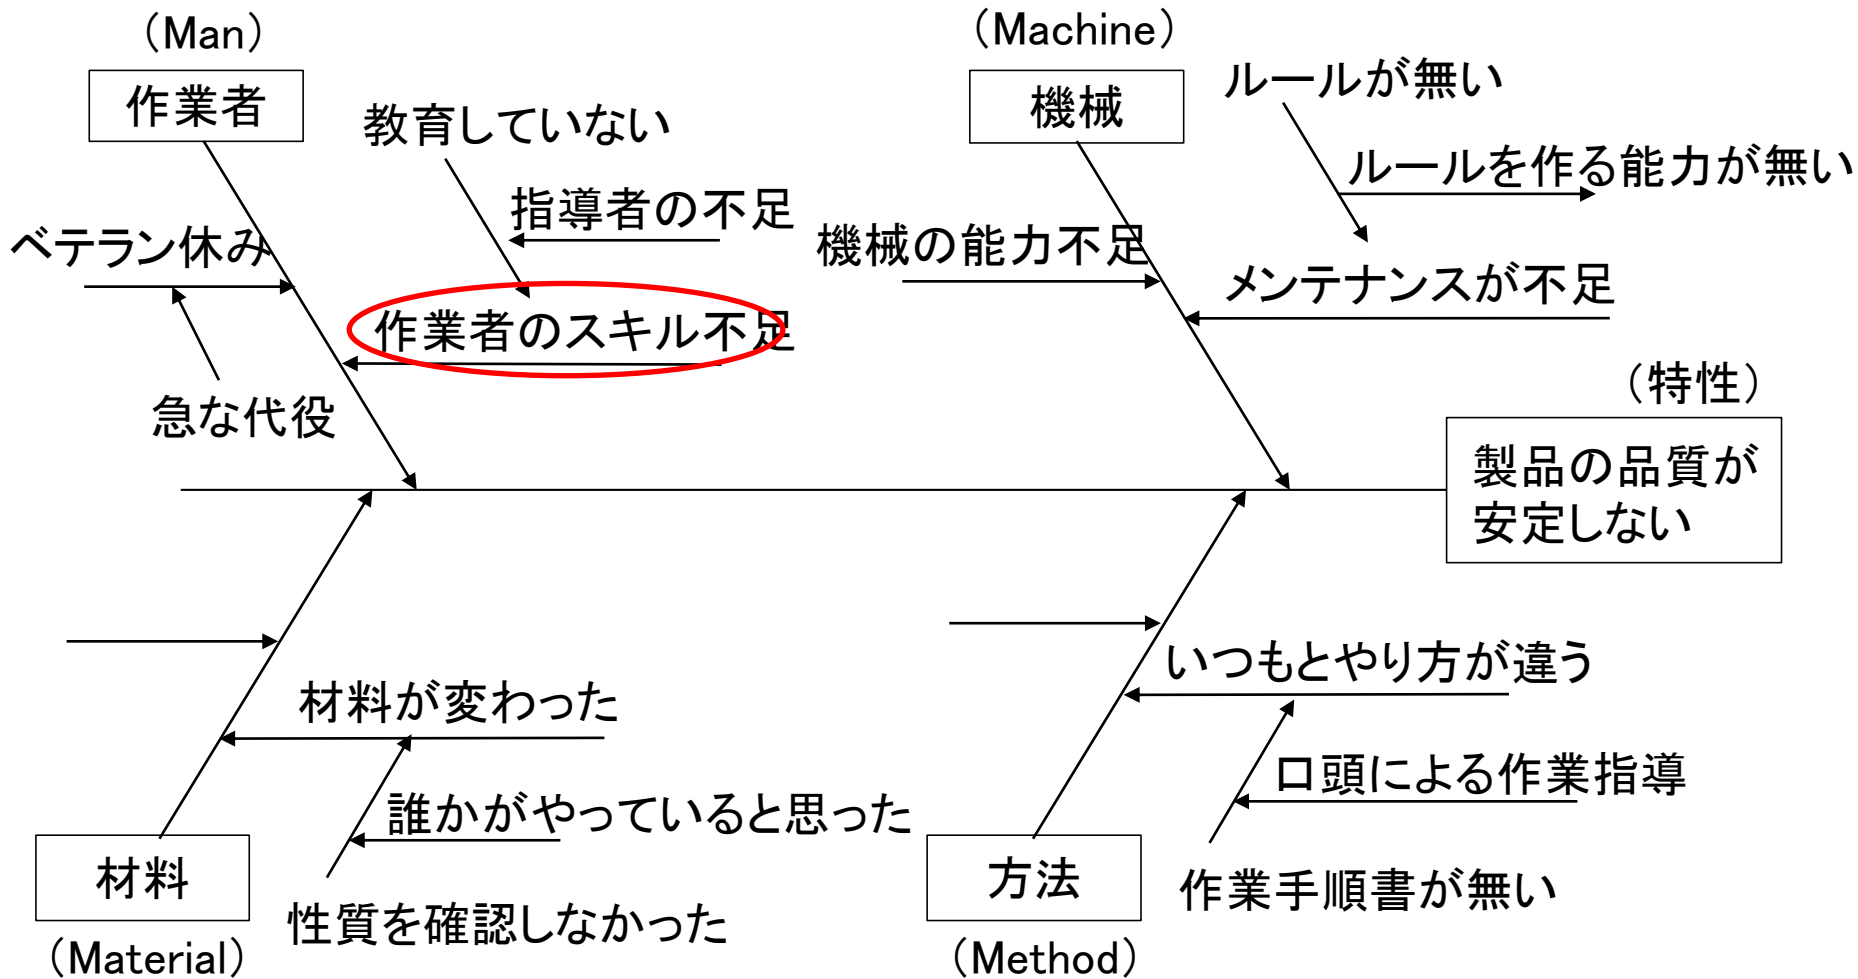 （Man）
作業者
教育していない
指導者の不足
ベテラン休み
作業者のスキル不足
急な代役
（Machine）
機械
ルールが無い
ルールを作る能力が無い
機械の能力不足
メンテナンスが不足
（特性）
製品の品質が
安定しない
材料が変わった
誰かがやっていると思った
材料
性質を確認しなかった
（Material）
いつもとやり方が違う
口頭による作業指導
方法
作業手順書が無い
（Method）